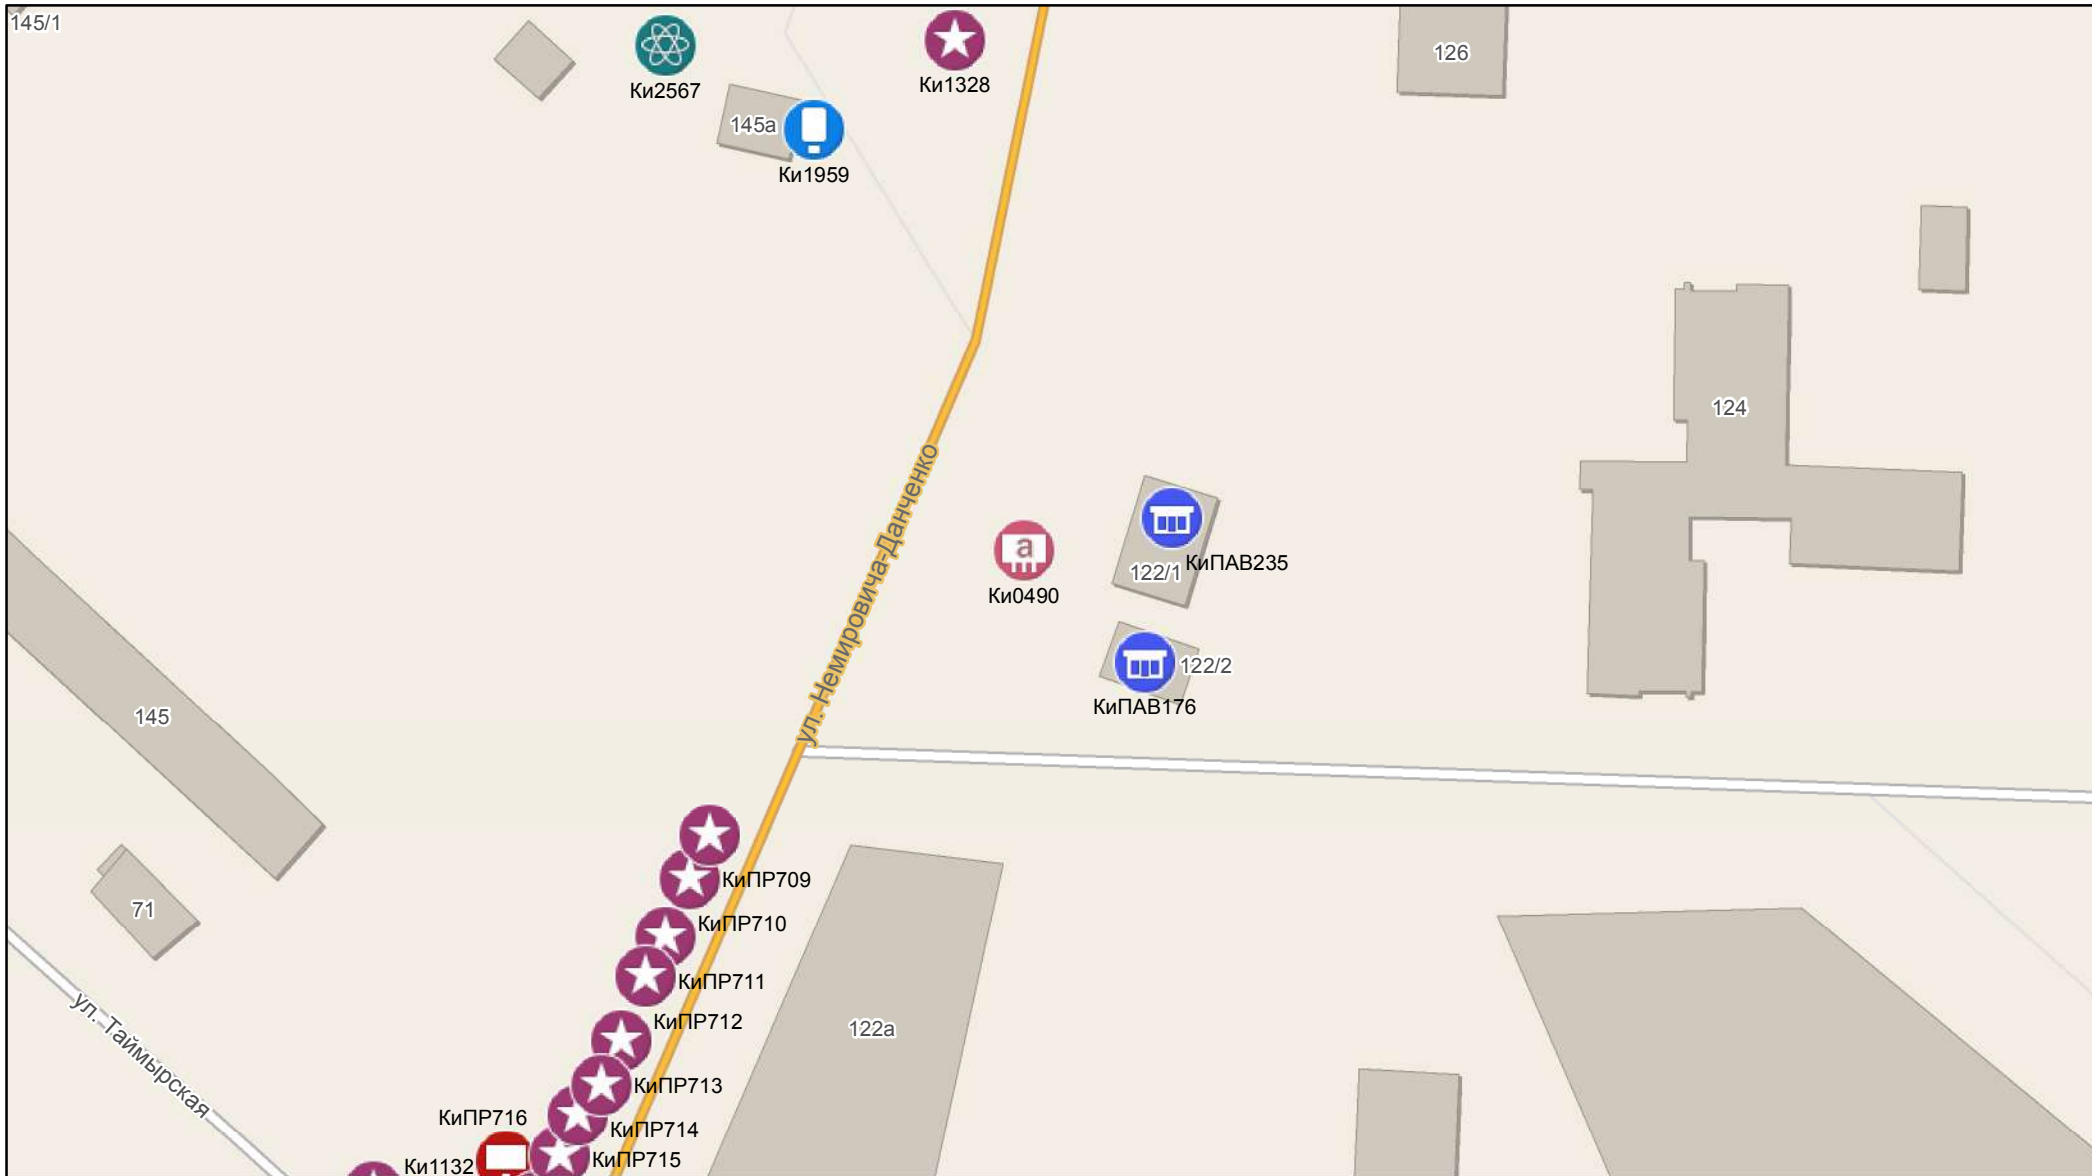 145/1
Ки2567
Ки1328
126
145а
Ки1959
ул. Немировича-Данченко
124
а
Ки0490
КиПАВ235
122/1
122/2
КиПАВ176
145
КиПР709
71
КиПР710
КиПР711
КиПР712
122а
ул. Таймырская
КиПР713
КиПР716
КиПР714
КиПР715
Ки1132